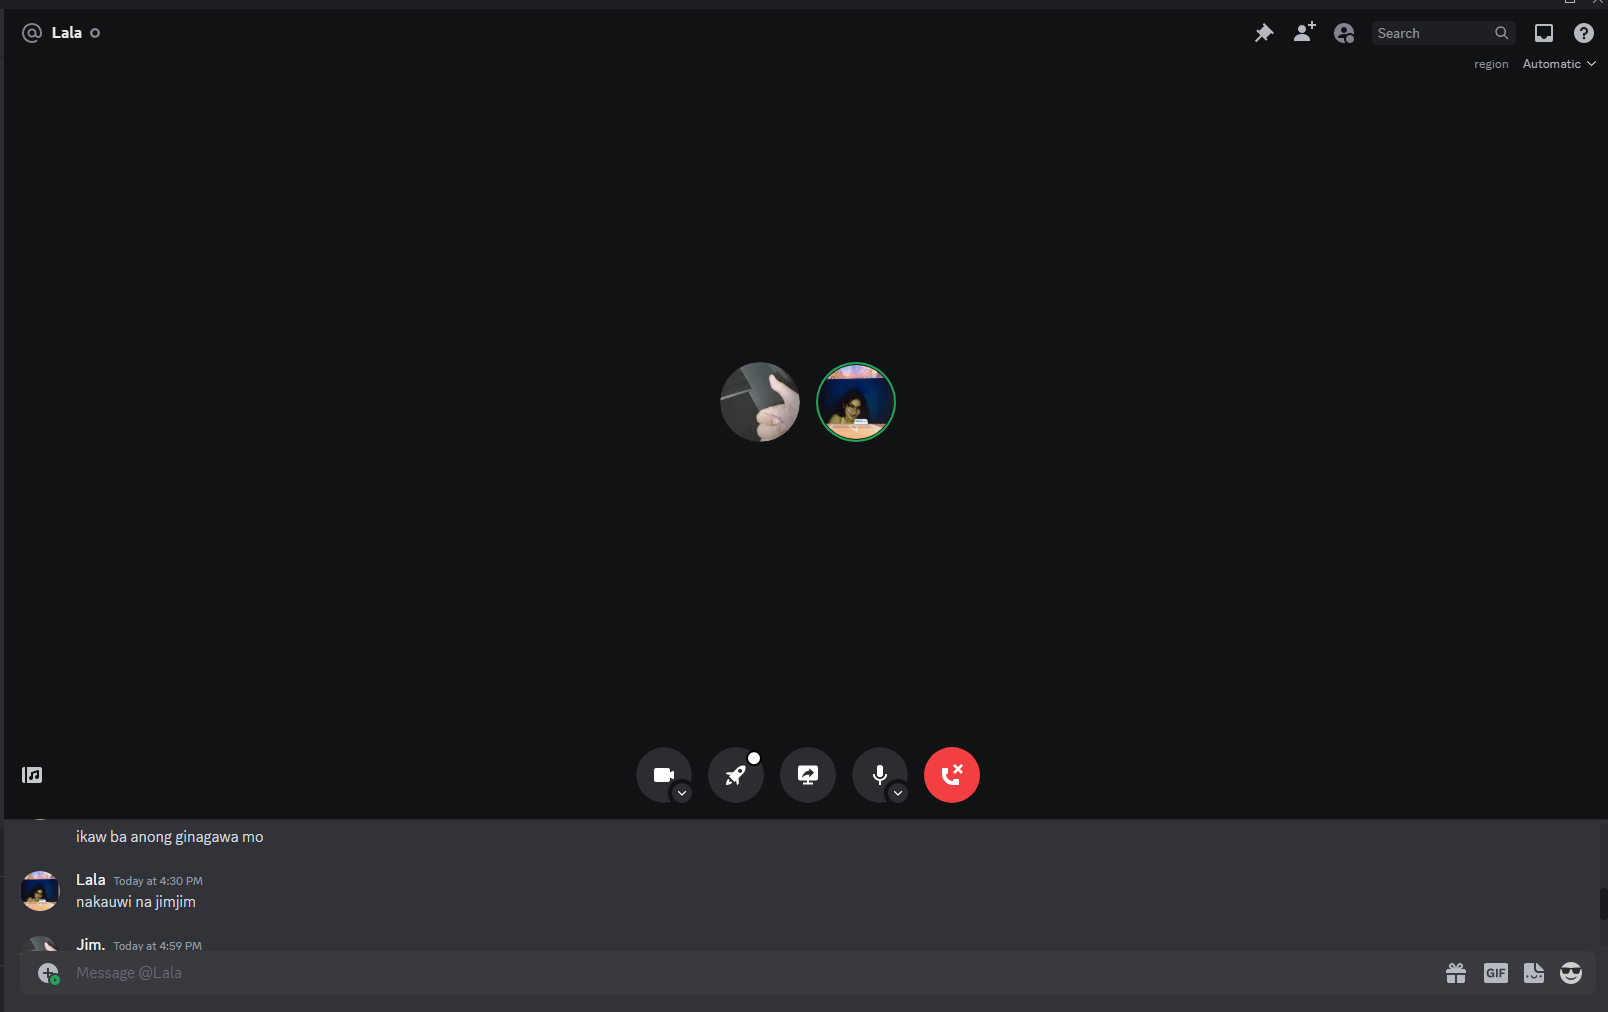 Lala
Search
region Automatic
ikaw ba anong ginagawa mo
Lala Today at 4:30 PM
nakauwi na jimjim
Jim. Today at 4:59 PM
Message @Lala
GIF